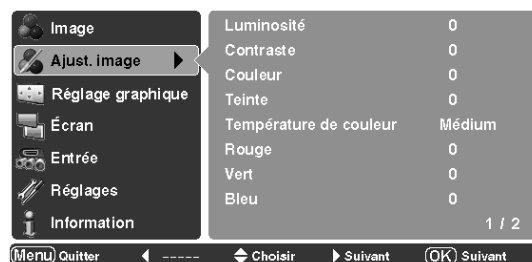 Image
Ajust. image
Réglage graphique
Écran
Entrée
Réglages
Information
Luminosité 0
Contraste 0
Couleur 0
Teinte 0
Température de couleur Médium
Rouge 0
Vert 0
Bleu 0
1 / 2
Menu Quitter ----- Choisir Suivant OK Suivant